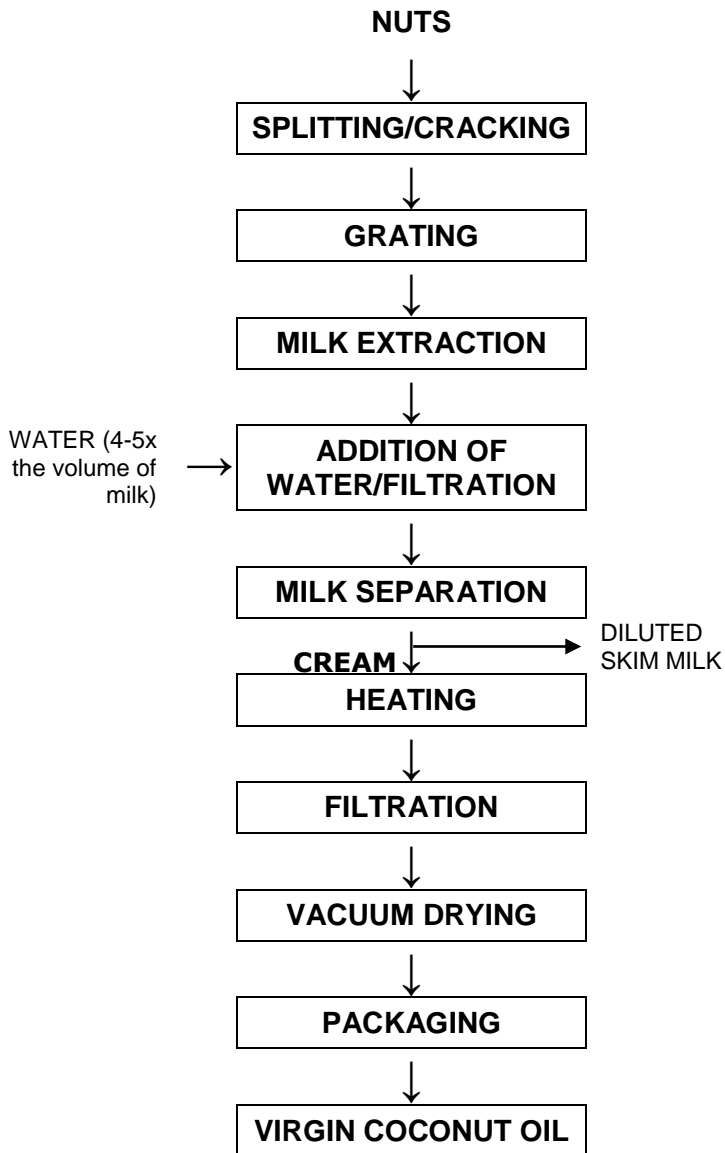 NUTS
SPLITTING/CRACKING
GRATING
MILK EXTRACTION
WATER (4-5x
the volume of
milk)
ADDITION OF
WATER/FILTRATION
MILK SEPARATION
DILUTED
SKIM MILK
CREAM
HEATING
FILTRATION
VACUUM DRYING
PACKAGING
VIRGIN COCONUT OIL